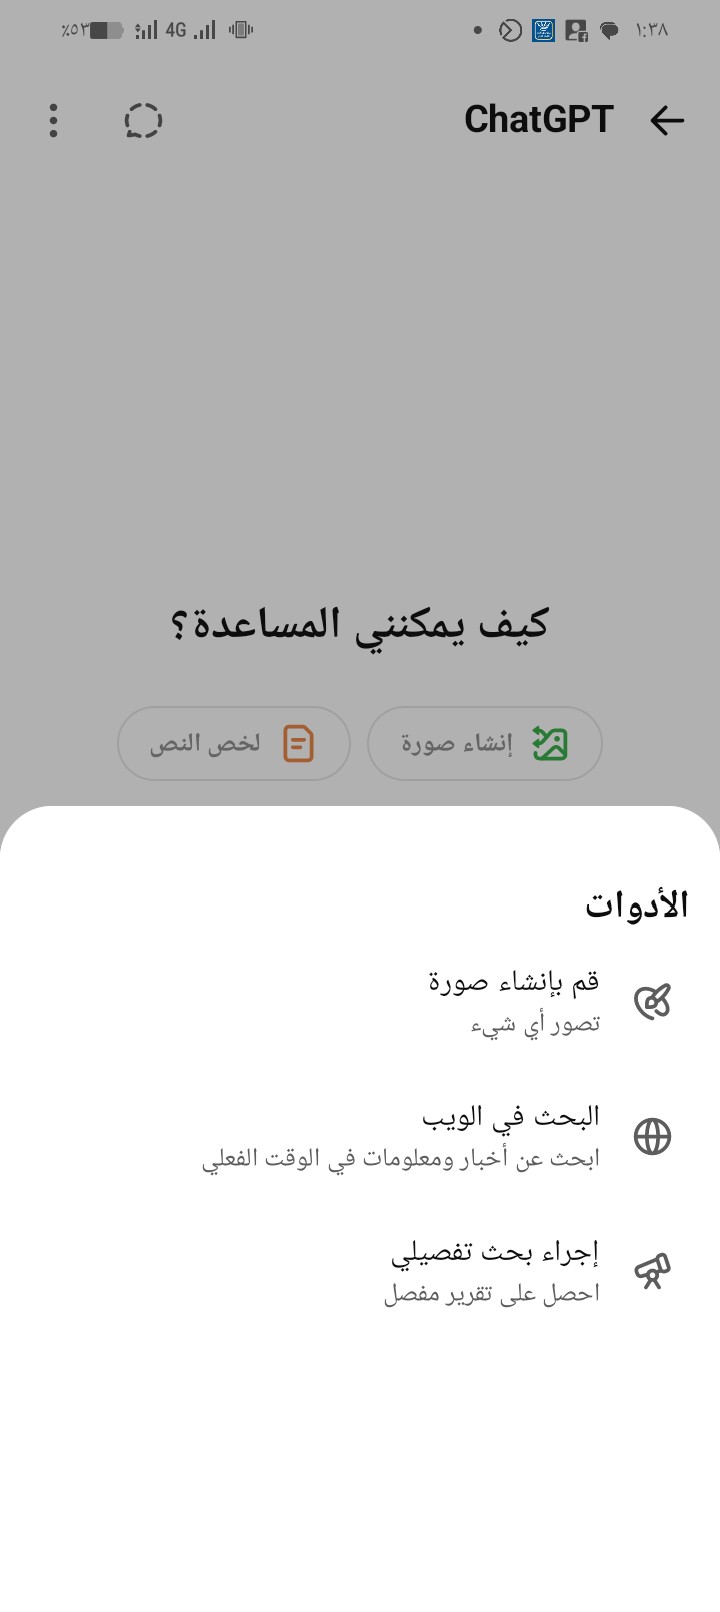 ١:٣٨ 4G ٪٥٣
ChatGPT
كيف يمكنني المساعدة؟
إنشاء صورة
لخص النص
الأدوات
قم بإنشاء صورة
تصور أي شيء
البحث في الويب
ابحث عن أخبار ومعلومات في الوقت الفعلي
إجراء بحث تفصيلي
احصل على تقرير مفصل